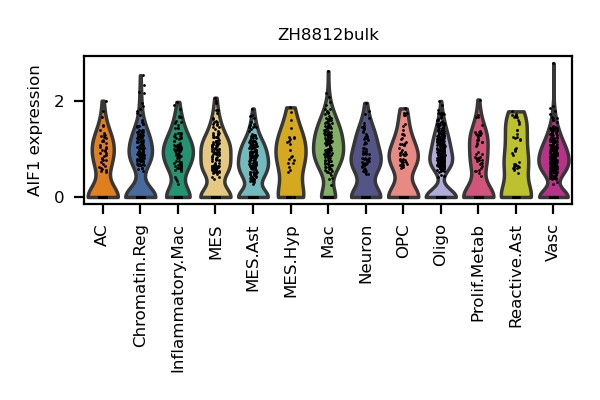 ZH8812bulk
AIF1 expression
2
0
AC
Chromatin.Reg
Inflammatory.Mac
MES
MES.Ast
MES.Hyp
Mac
Neuron
OPC
Oligo
Prolif.Metab
Reactive.Ast
Vasc